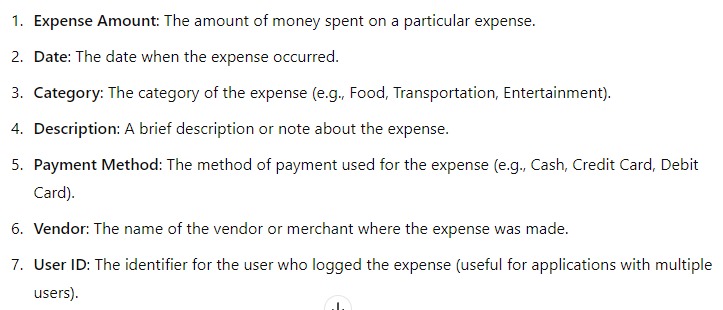 1. Expense Amount: The amount of money spent on a particular expense.
2. Date: The date when the expense occurred.
3. Category: The category of the expense (e.g., Food, Transportation, Entertainment).
4. Description: A brief description or note about the expense.
5. Payment Method: The method of payment used for the expense (e.g., Cash, Credit Card, Debit
Card).
6. Vendor: The name of the vendor or merchant where the expense was made.
7. User ID: The identifier for the user who logged the expense (useful for applications with multiple
users).